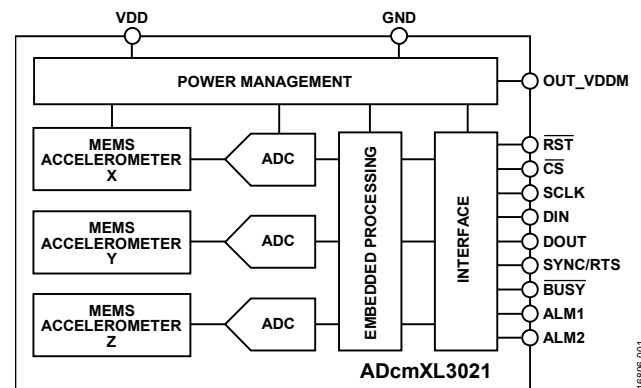 VDD
GND
POWER MANAGEMENT
OUT_VDDM
MEMS
ACCELEROMETER
X
ADC
MEMS
ACCELEROMETER
Y
ADC
MEMS
ACCELEROMETER
Z
ADC
EMBEDDED PROCESSING
INTERFACE
RST
CS
SCLK
DIN
DOUT
SYNC/RTS
BUSY
ALM1
ALM2
ADcmXL3021